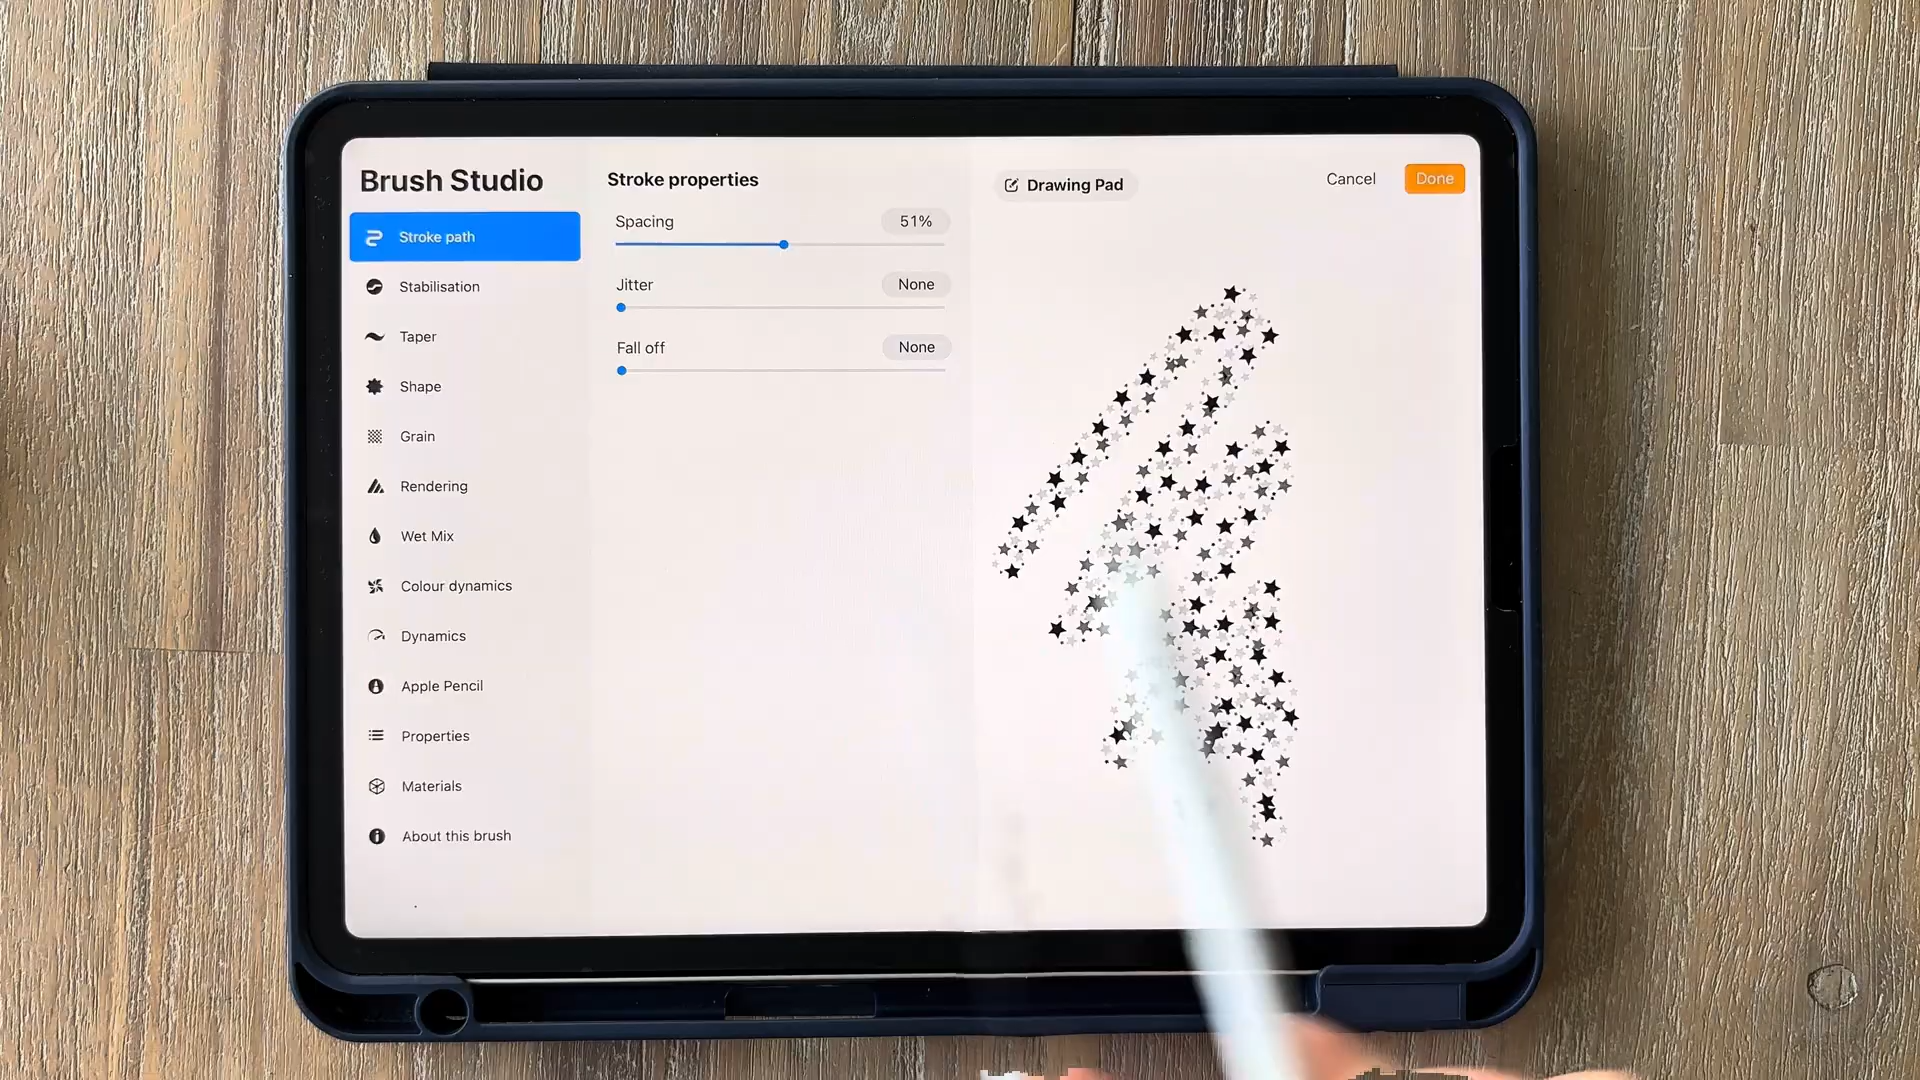 Brush Studio
Stroke path
Stabilisation
Taper
Shape
Grain
Rendering
Wet Mix
Colour dynamics
Dynamics
Apple Pencil
Properties
Materials
About this brush
Stroke properties
Spacing 51%
Jitter None
Fall off None
Drawing Pad
Cancel
Done